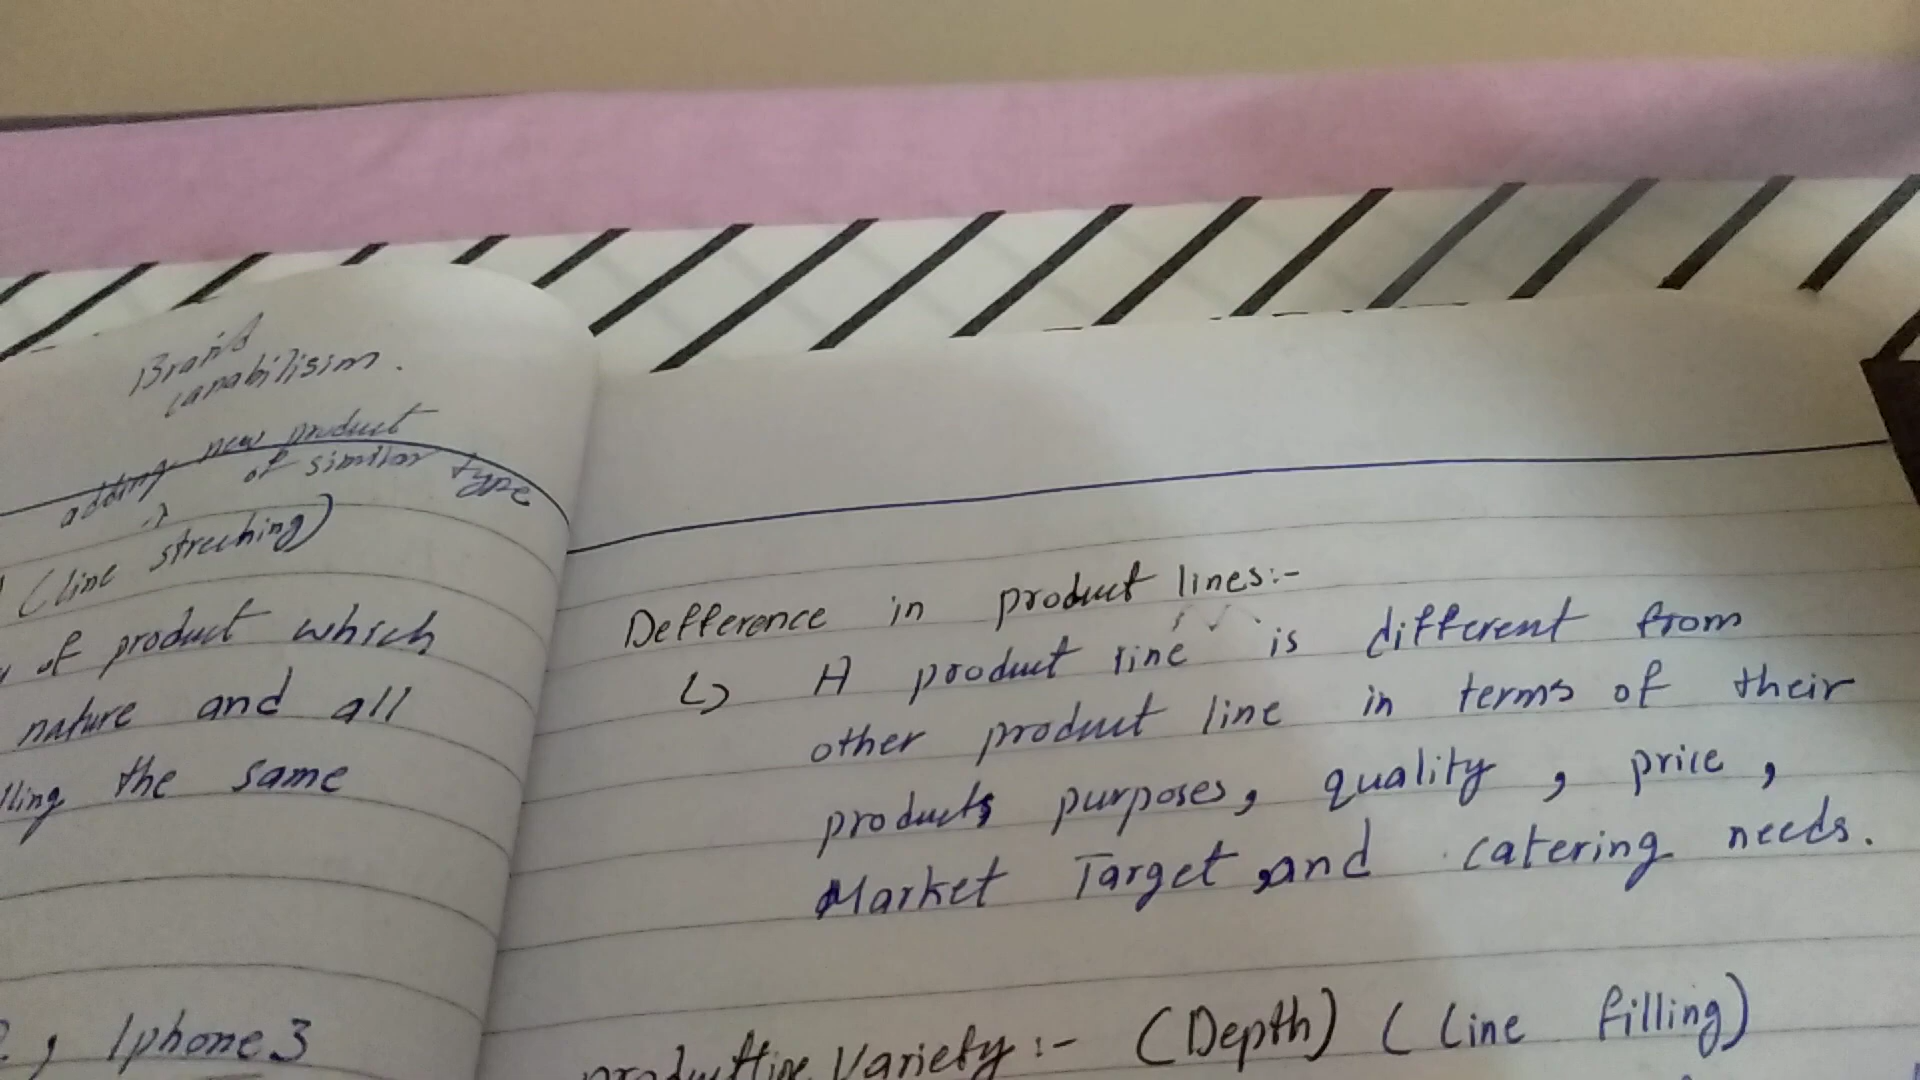 Brand
canabilisim.
adding new product
of similar type
(line streching)
of product which
nature and all
the same
, Iphone3
Defference in product lines:-
A product line is different from
other product line in terms of their
products purposes, quality, price,
Market Target, and catering needs.
Variety:- (Depth) (Line filling)